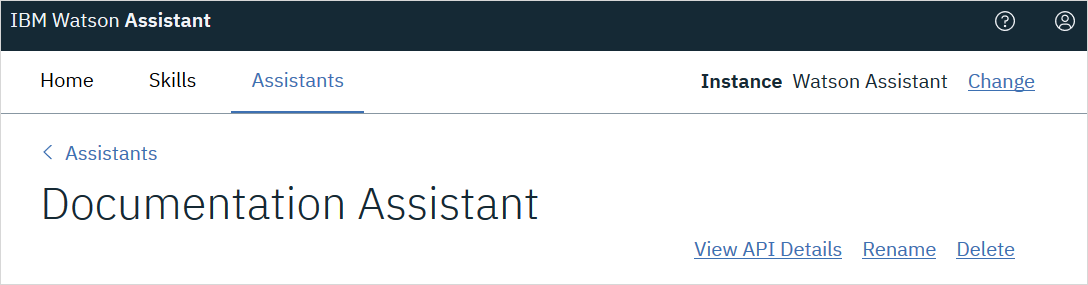 IBM Watson Assistant
Home Skills Assistants Instance Watson Assistant Change
Assistants
Documentation Assistant
View API Details Rename Delete